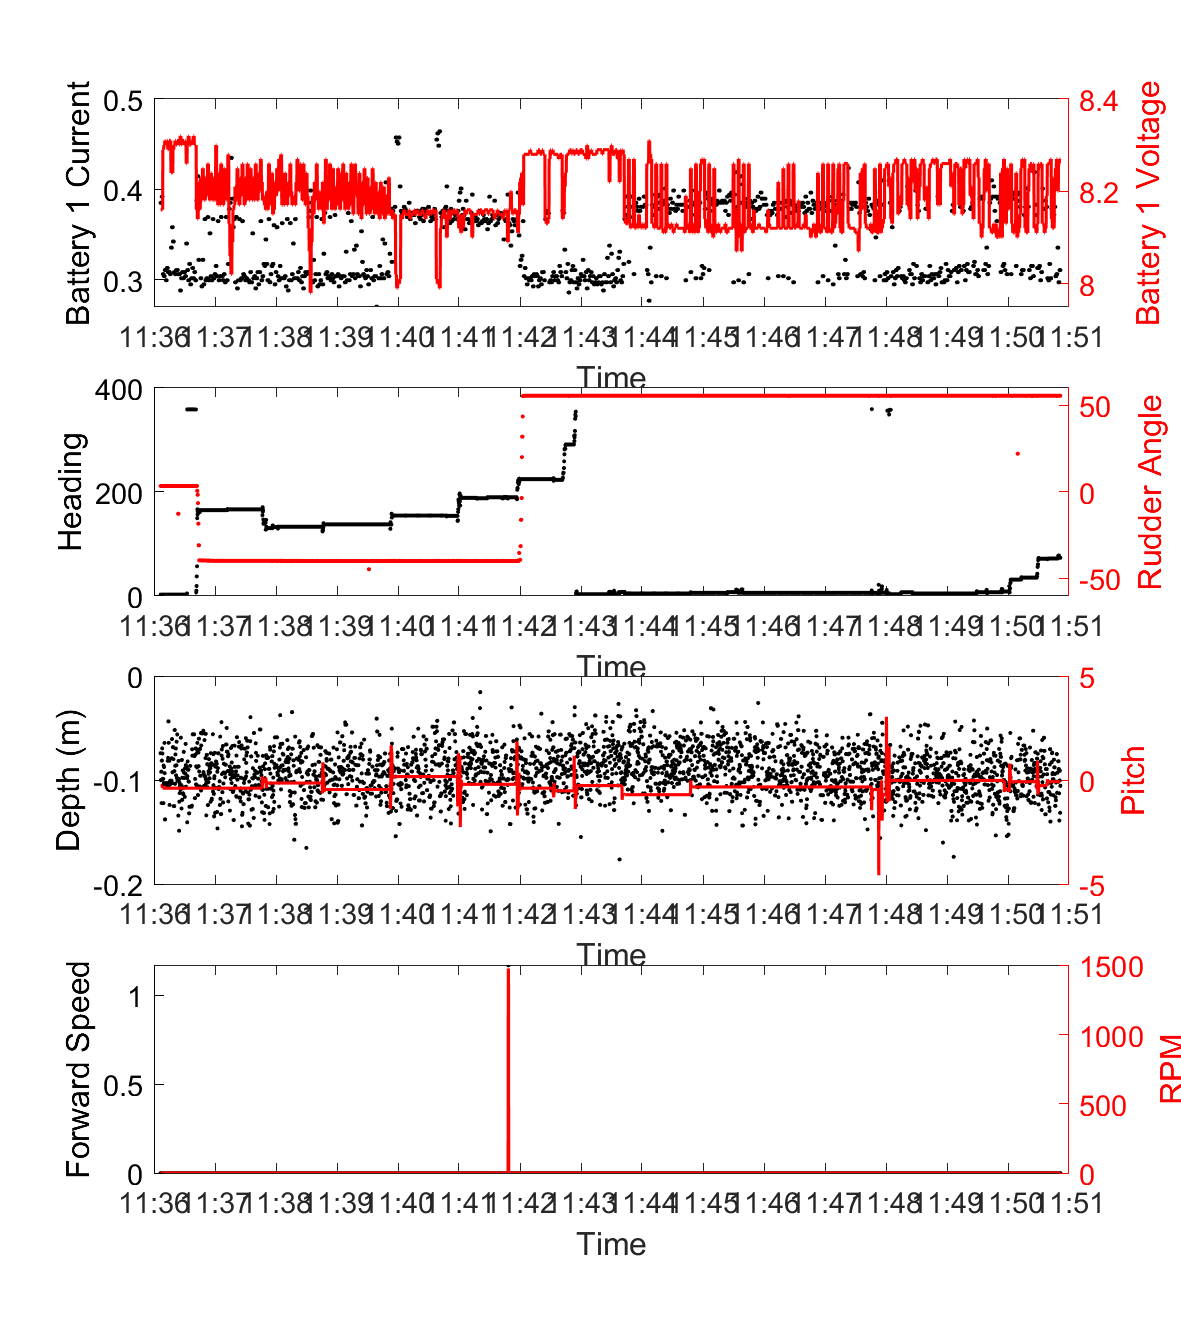 0.5
0.4
0.3
Battery 1 Current
8.4
8.2
8
Battery 1 Voltage
11:36 11:37 11:38 11:39 11:40 11:41 11:42 11:43 11:44 11:45 11:46 11:47 11:48 11:49 11:50 11:51
Time
400
200
0
Heading
50
0
-50
Rudder Angle
11:36 11:37 11:38 11:39 11:40 11:41 11:42 11:43 11:44 11:45 11:46 11:47 11:48 11:49 11:50 11:51
Time
0
-0.1
-0.2
Depth (m)
5
0
-5
Pitch
11:36 11:37 11:38 11:39 11:40 11:41 11:42 11:43 11:44 11:45 11:46 11:47 11:48 11:49 11:50 11:51
Time
1
0.5
0
Forward Speed
1500
1000
500
0
RPM
11:36 11:37 11:38 11:39 11:40 11:41 11:42 11:43 11:44 11:45 11:46 11:47 11:48 11:49 11:50 11:51
Time